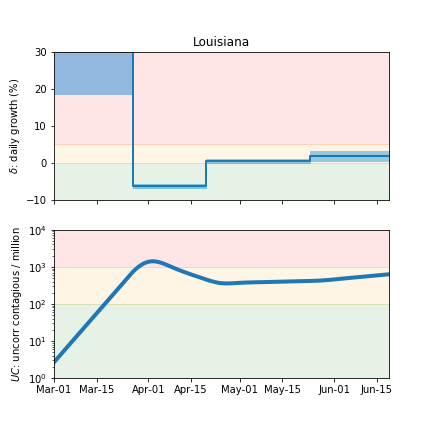 Louisiana
δ: daily growth (%)
30
20
10
0
−10
UC: uncorr contagious / million
10⁴
10³
10²
10¹
10⁰
Mar-01 Mar-15 Apr-01 Apr-15 May-01 May-15 Jun-01 Jun-15